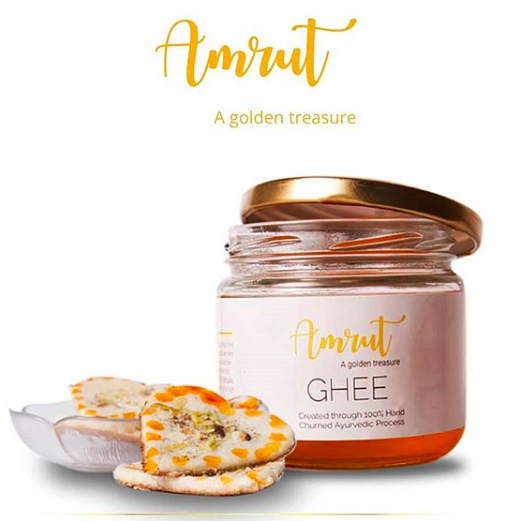 Amrut
A golden treasure
Amrut
A golden treasure
GHEE
Created through 100% Hand
Churned Ayurvedic Process